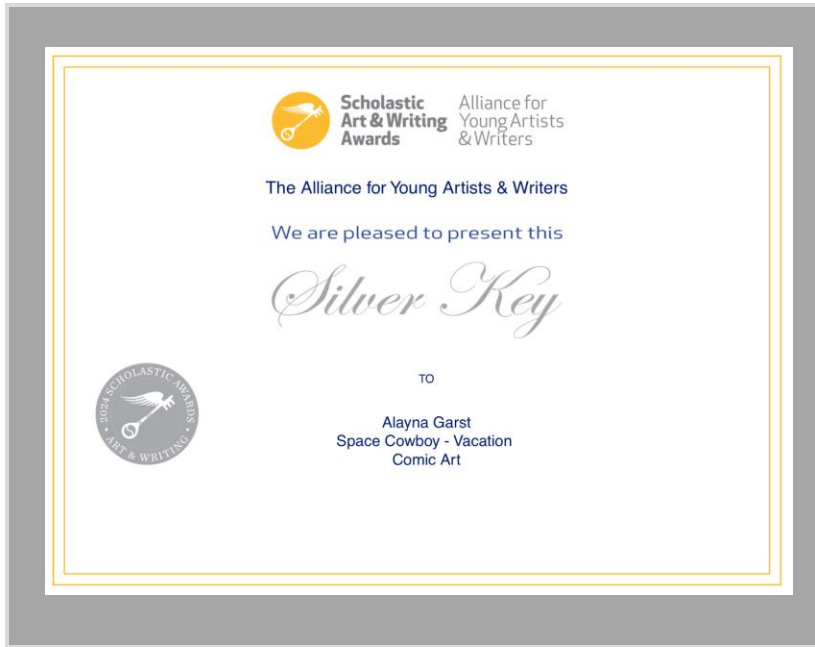 Scholastic
Art & Writing
Awards
Alliance for
Young Artists
& Writers
The Alliance for Young Artists & Writers
We are pleased to present this
Silver Key
TO
2024 SCHOLASTIC AWARDS
ART & WRITING
Alayna Garst
Space Cowboy - Vacation
Comic Art